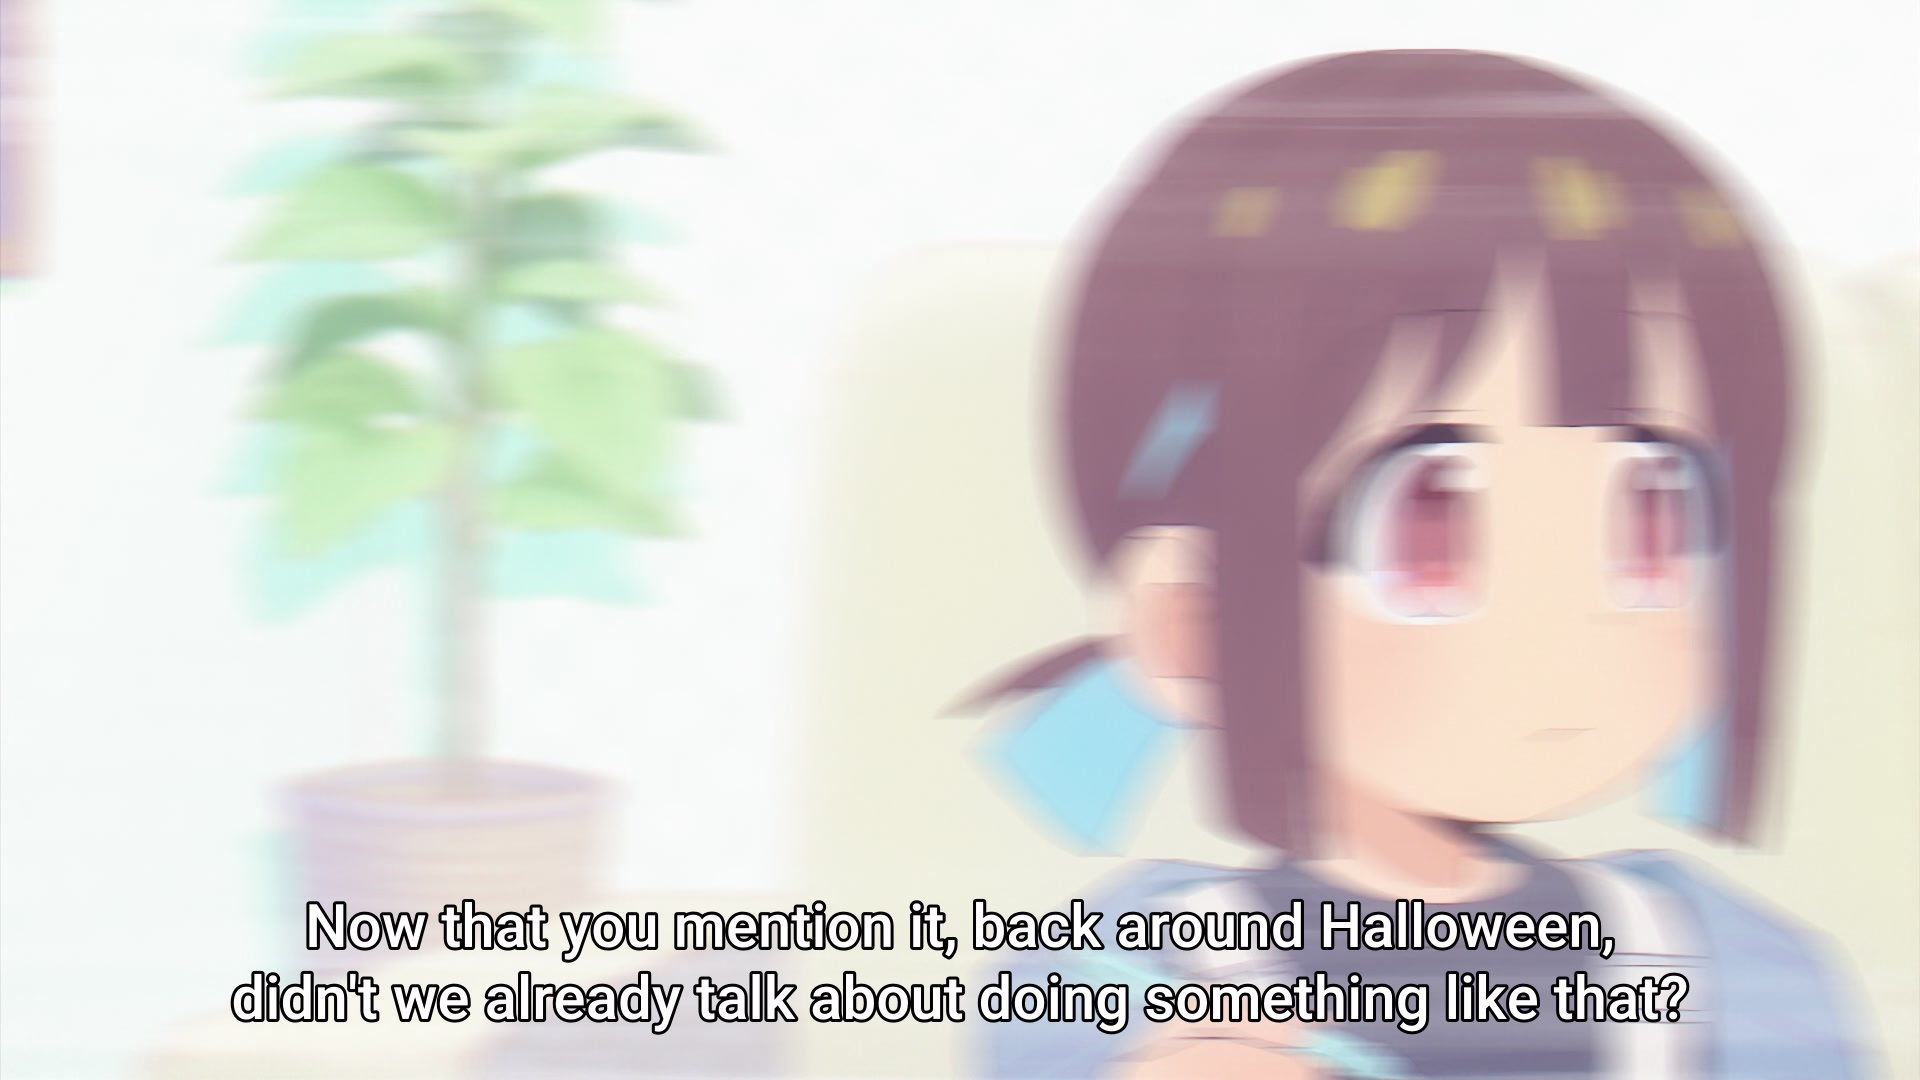 Now that you mention it, back around Halloween,
didn't we already talk about doing something like that?